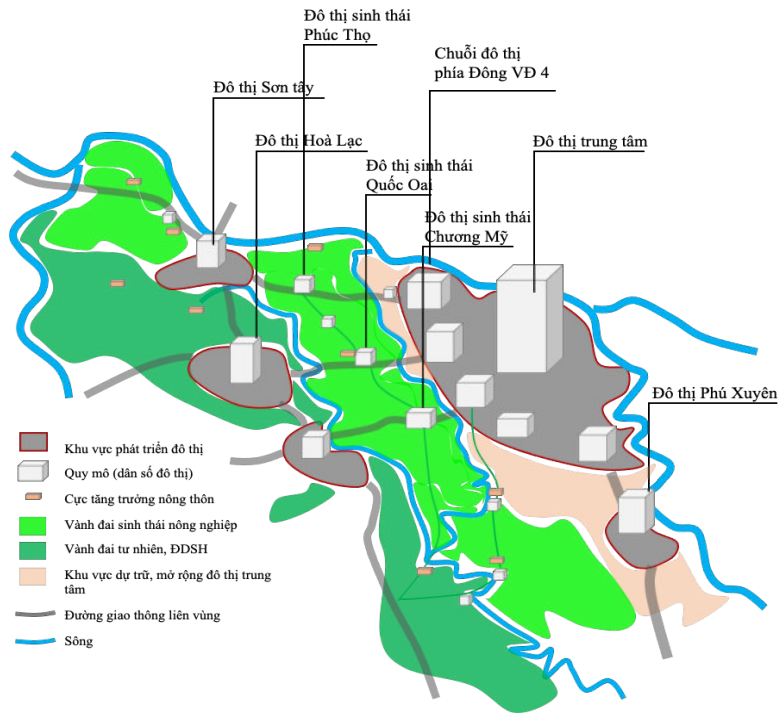 Đô thị sinh thái
Phúc Thọ
Chuỗi đô thị
phía Đông VĐ 4
Đô thị Sơn tây
Đô thị Hoà Lạc
Đô thị trung tâm
Đô thị sinh thái
Quốc Oai
Đô thị sinh thái
Chương Mỹ
Đô thị Phú Xuyên
Khu vực phát triển đô thị
Quy mô (dân số đô thị)
Cực tăng trưởng nông thôn
Vành đai sinh thái nông nghiệp
Vành đai tư nhiên, ĐDSH
Khu vực dự trữ, mở rộng đô thị trung
tâm
Đường giao thông liên vùng
Sông